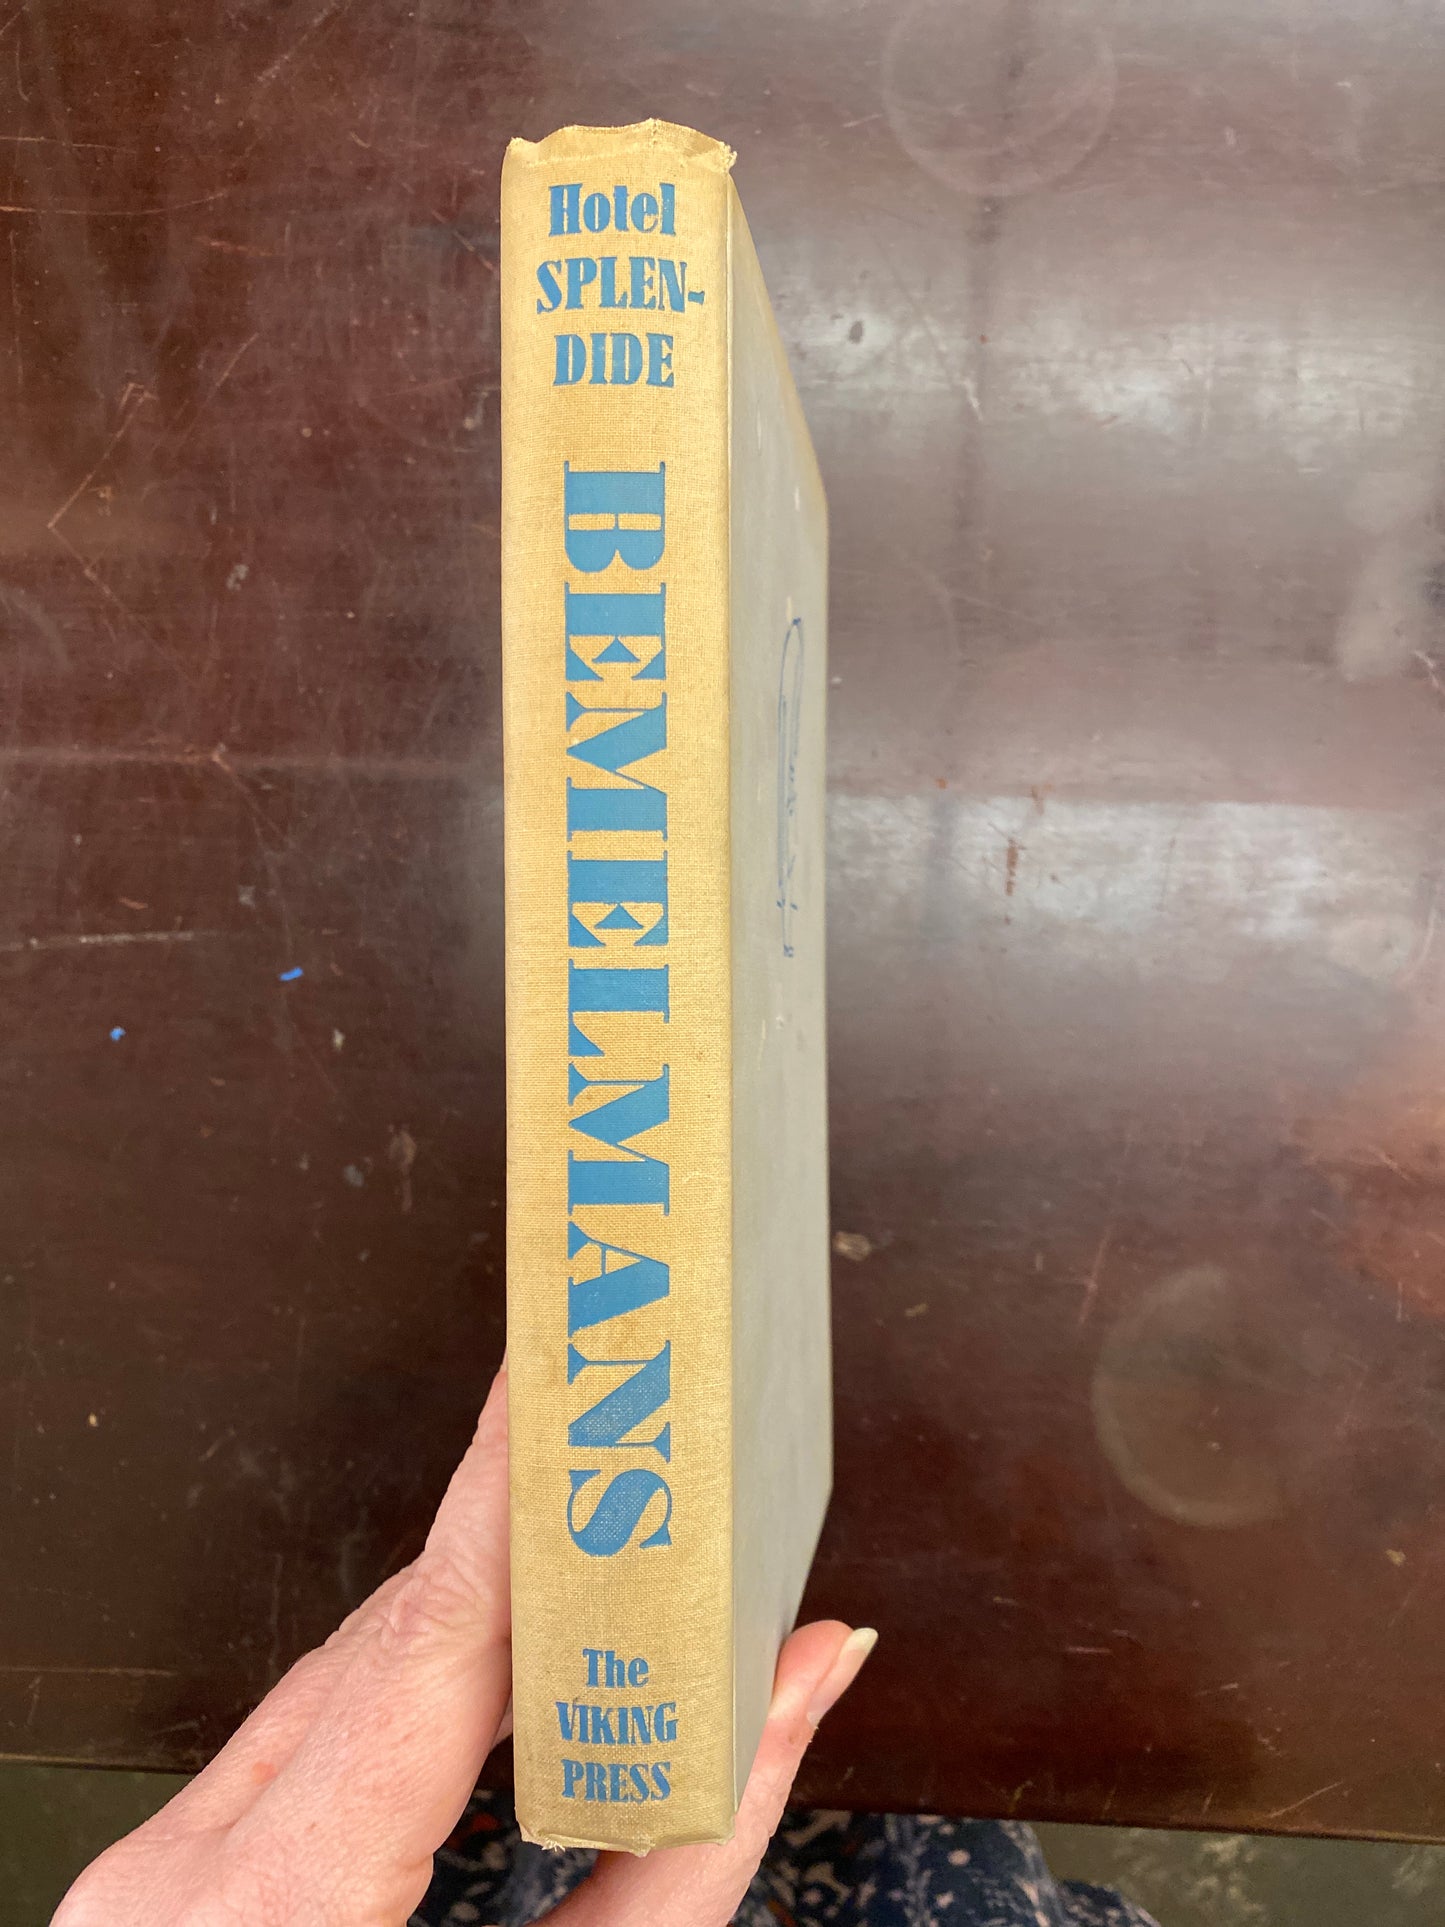 Hotel
SPLEN-
DIDE
BEMELMANS
The
VIKING
PRESS